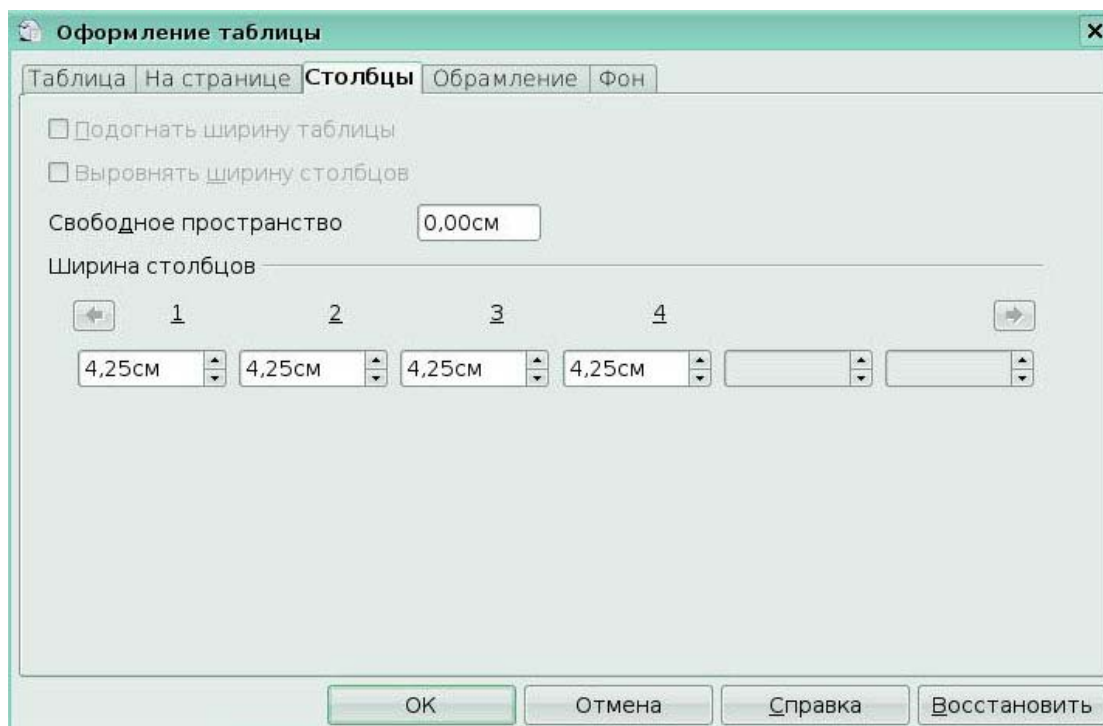 Оформление таблицы
Таблица На странице Столбцы Обрамление Фон
Подогнать ширину таблицы
Выровнять ширину столбцов
Свободное пространство 0,00см
Ширина столбцов
1 2 3 4
4,25см 4,25см 4,25см 4,25см
ОК Отмена Справка Восстановить